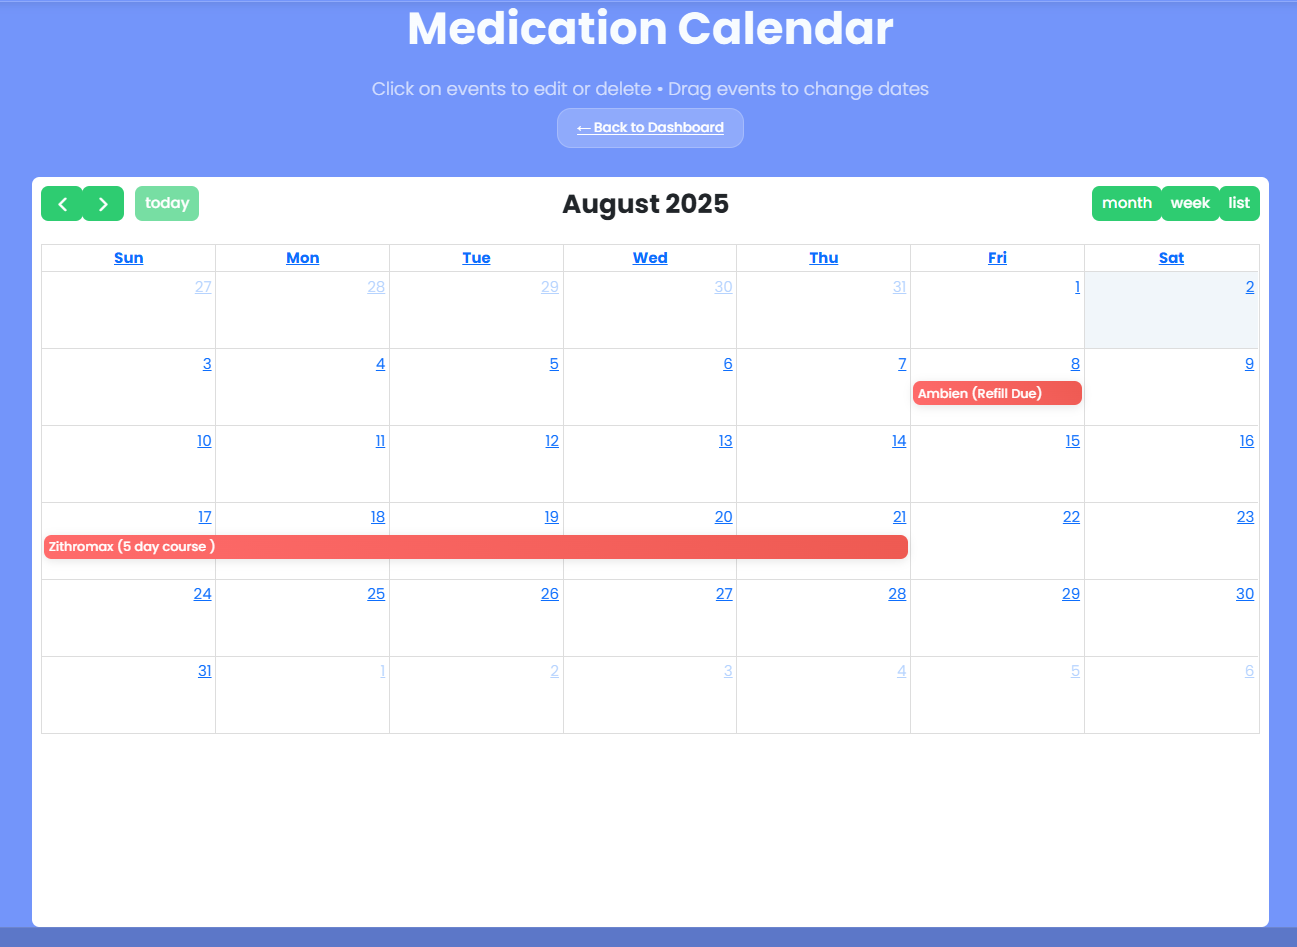 Medication Calendar
Click on events to edit or delete • Drag events to change dates
← Back to Dashboard
today
August 2025
month week list
Sun Mon Tue Wed Thu Fri Sat
27 28 29 30 31 1 2
3 4 5 6 7 8 9
Ambien (Refill Due)
10 11 12 13 14 15 16
17 18 19 20 21 22 23
Zithromax (5 day course )
24 25 26 27 28 29 30
31 1 2 3 4 5 6